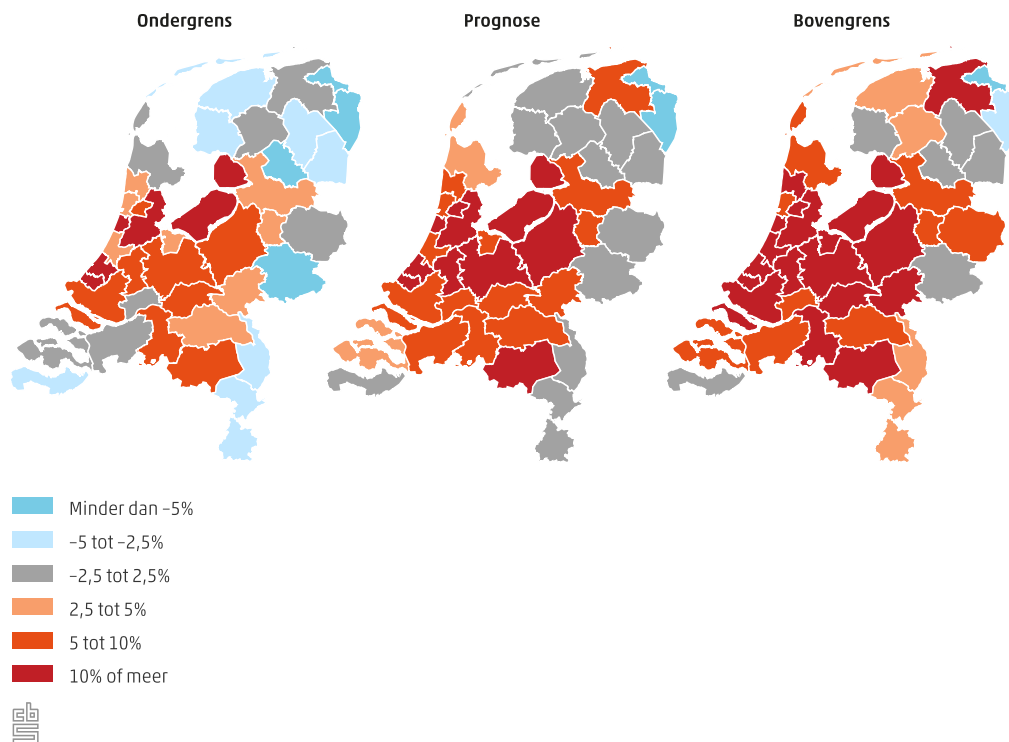 Ondergrens
Prognose
Bovengrens
Minder dan –5%
–5 tot –2,5%
–2,5 tot 2,5%
2,5 tot 5%
5 tot 10%
10% of meer
cbs